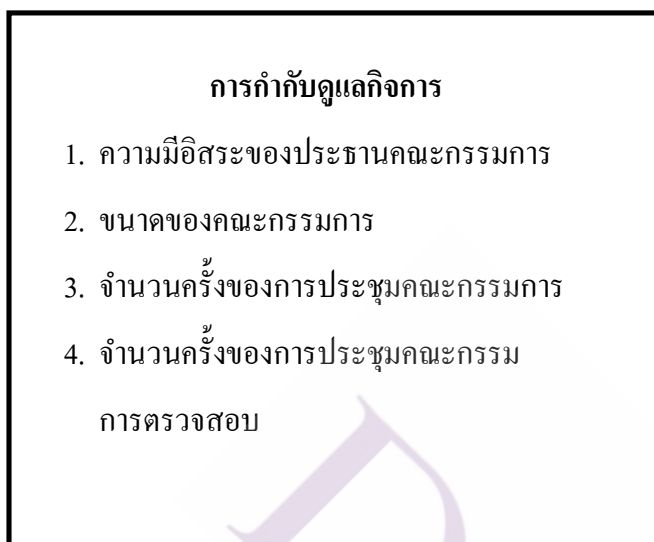 การกำกับดูแลกิจการ
1. ความมีอิสระของประธานคณะกรรมการ
2. ขนาดของคณะกรรมการ
3. จำนวนครั้งของการประชุมคณะกรรมการ
4. จำนวนครั้งของการประชุมคณะกรรม
การตรวจสอบ